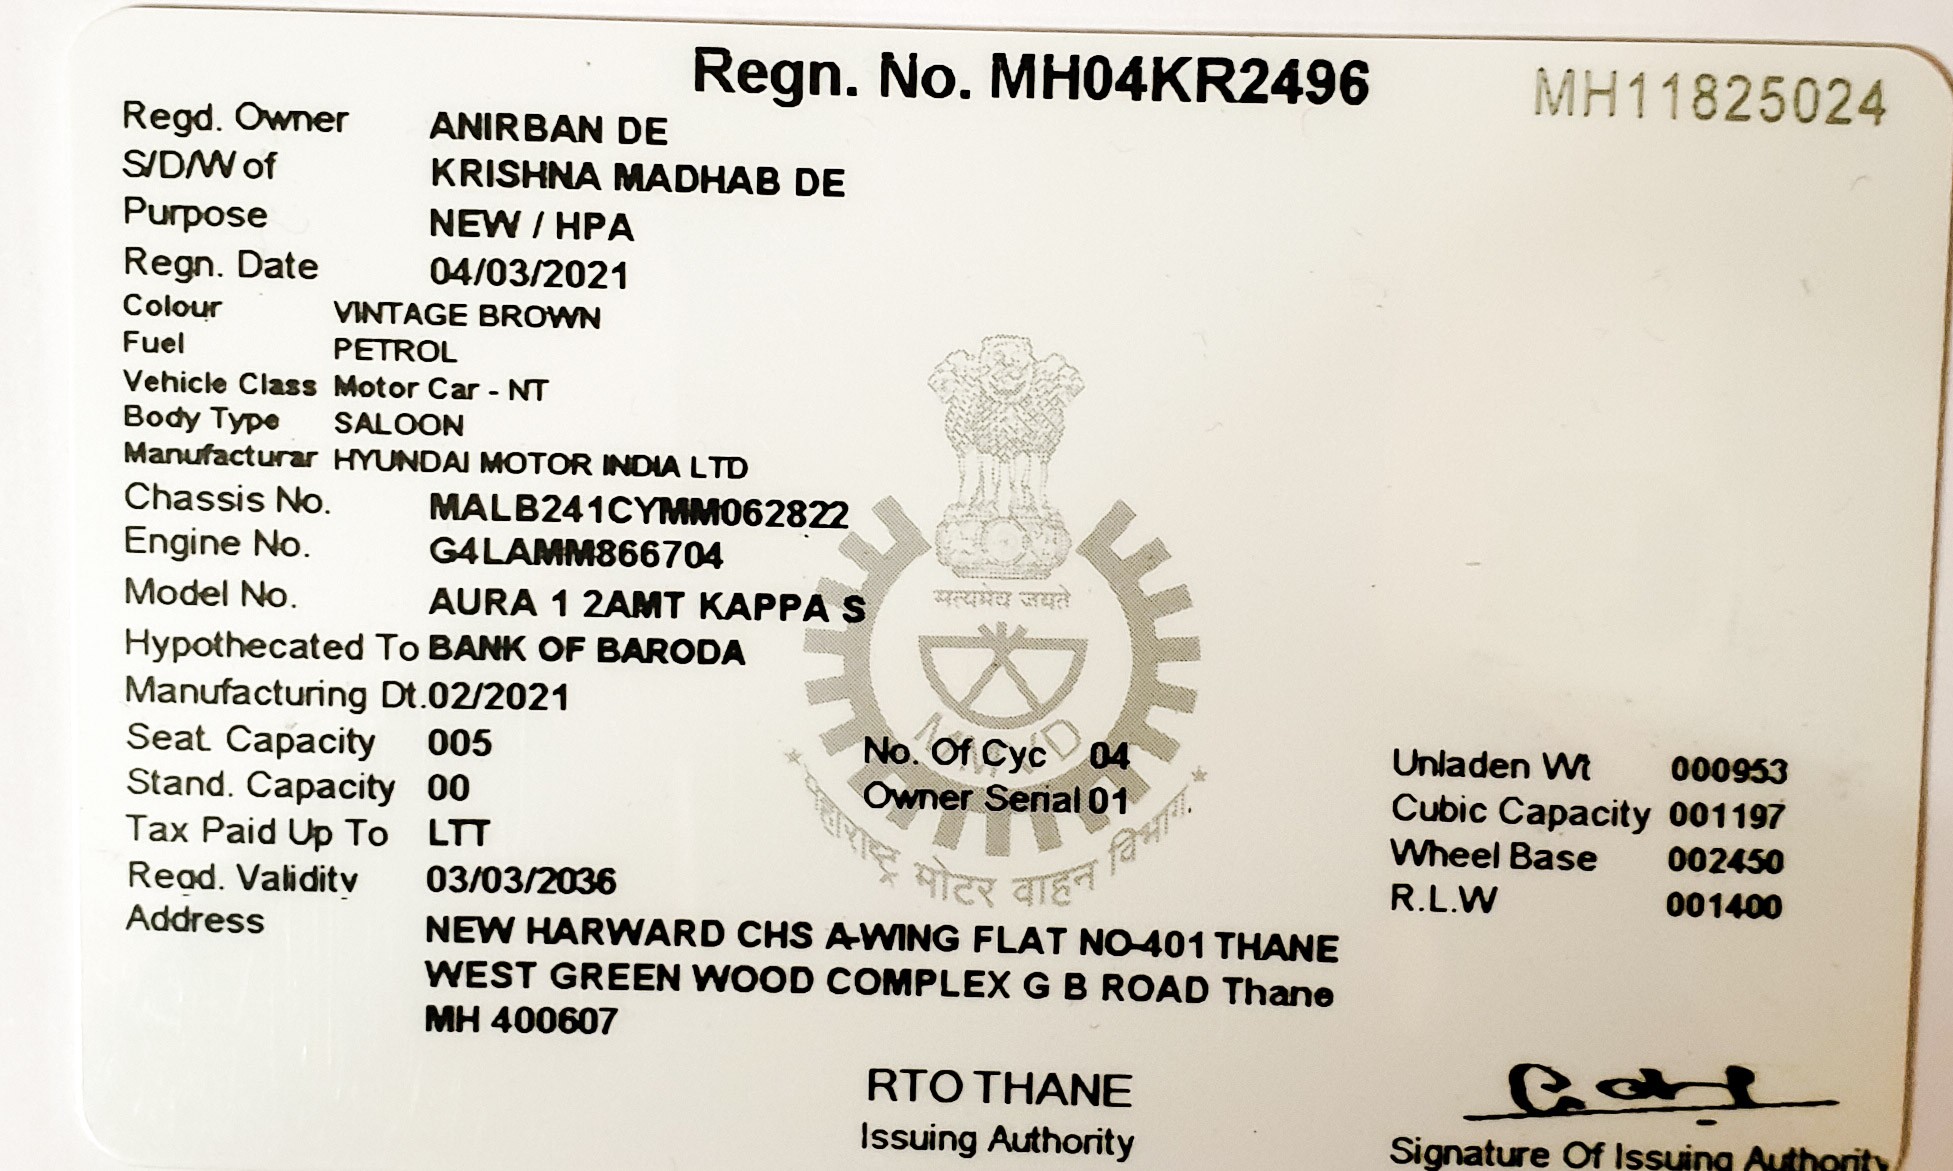 Regn. No. MH04KR2496
MH11825024
Regd. Owner ANIRBAN DE
S/D/W of KRISHNA MADHAB DE
Purpose NEW / HPA
Regn. Date 04/03/2021
Colour VINTAGE BROWN
Fuel PETROL
Vehicle Class Motor Car - NT
Body Type SALOON
Manufacturar HYUNDAI MOTOR INDIA LTD
Chassis No. MALB241CYMM062822
Engine No. G4LAMM866704
Model No. AURA 1 2AMT KAPPA S
सत्यमेव जयते
Hypothecated To BANK OF BARODA
Manufacturing Dt. 02/2021
MMVD
Seat Capacity 005 No. Of Cyc 04 Unladen Wt 000953
Stand. Capacity 00 Owner Serial 01 Cubic Capacity 001197
Tax Paid Up To LTT Wheel Base 002450
Regd. Validity 03/03/2036 R.L.W 001400
महाराष्ट्र मोटर वाहन विभाग
Address NEW HARWARD CHS A-WING FLAT NO-401 THANE
WEST GREEN WOOD COMPLEX G B ROAD Thane
MH 400607
RTO THANE
Issuing Authority
Signature Of Issuing Authority